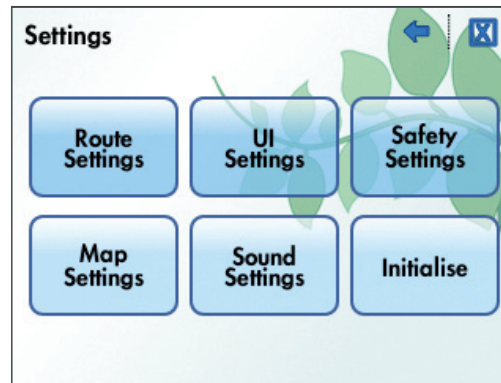 Settings
Route
Settings
UI
Settings
Safety
Settings
Map
Settings
Sound
Settings
Initialise